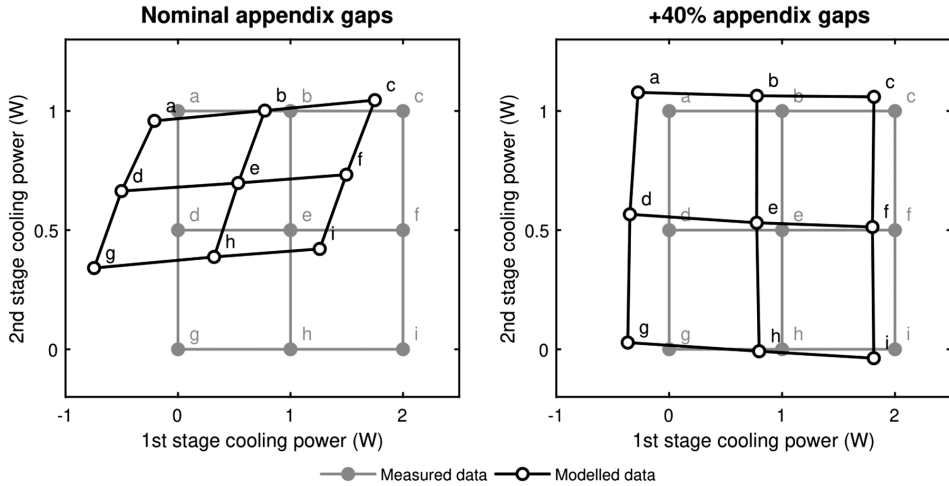 Nominal appendix gaps
+40% appendix gaps
a b c
a b c
d e f
d e f
g h i
g h i
a b c
a b c
d e f
d e f
g h i
g h i
1
0.5
0
1
0.5
0
-1 0 1 2
-1 0 1 2
1st stage cooling power (W)
1st stage cooling power (W)
2nd stage cooling power (W)
2nd stage cooling power (W)
Measured data
Modelled data